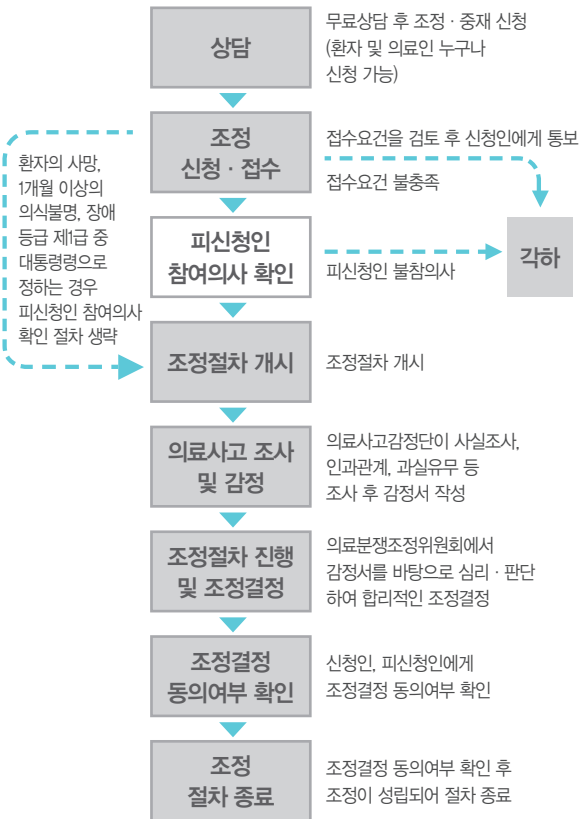 상담
무료상담 후 조정 · 중재 신청
(환자 및 의료인 누구나
신청 가능)
조정
신청 · 접수
접수요건을 검토 후 신청인에게 통보
접수요건 불충족
환자의 사망,
1개월 이상의
의식불명, 장애
등급 제1급 중
대통령령으로
정하는 경우
피신청인 참여의사
확인 절차 생략
피신청인
참여의사 확인
피신청인 불참의사
각하
조정절차 개시
조정절차 개시
의료사고 조사
및 감정
의료사고감정단이 사실조사,
인과관계, 과실유무 등
조사 후 감정서 작성
조정절차 진행
및 조정결정
의료분쟁조정위원회에서
감정서를 바탕으로 심리 · 판단
하여 합리적인 조정결정
조정결정
동의여부 확인
신청인, 피신청인에게
조정결정 동의여부 확인
조정
절차 종료
조정결정 동의여부 확인 후
조정이 성립되어 절차 종료